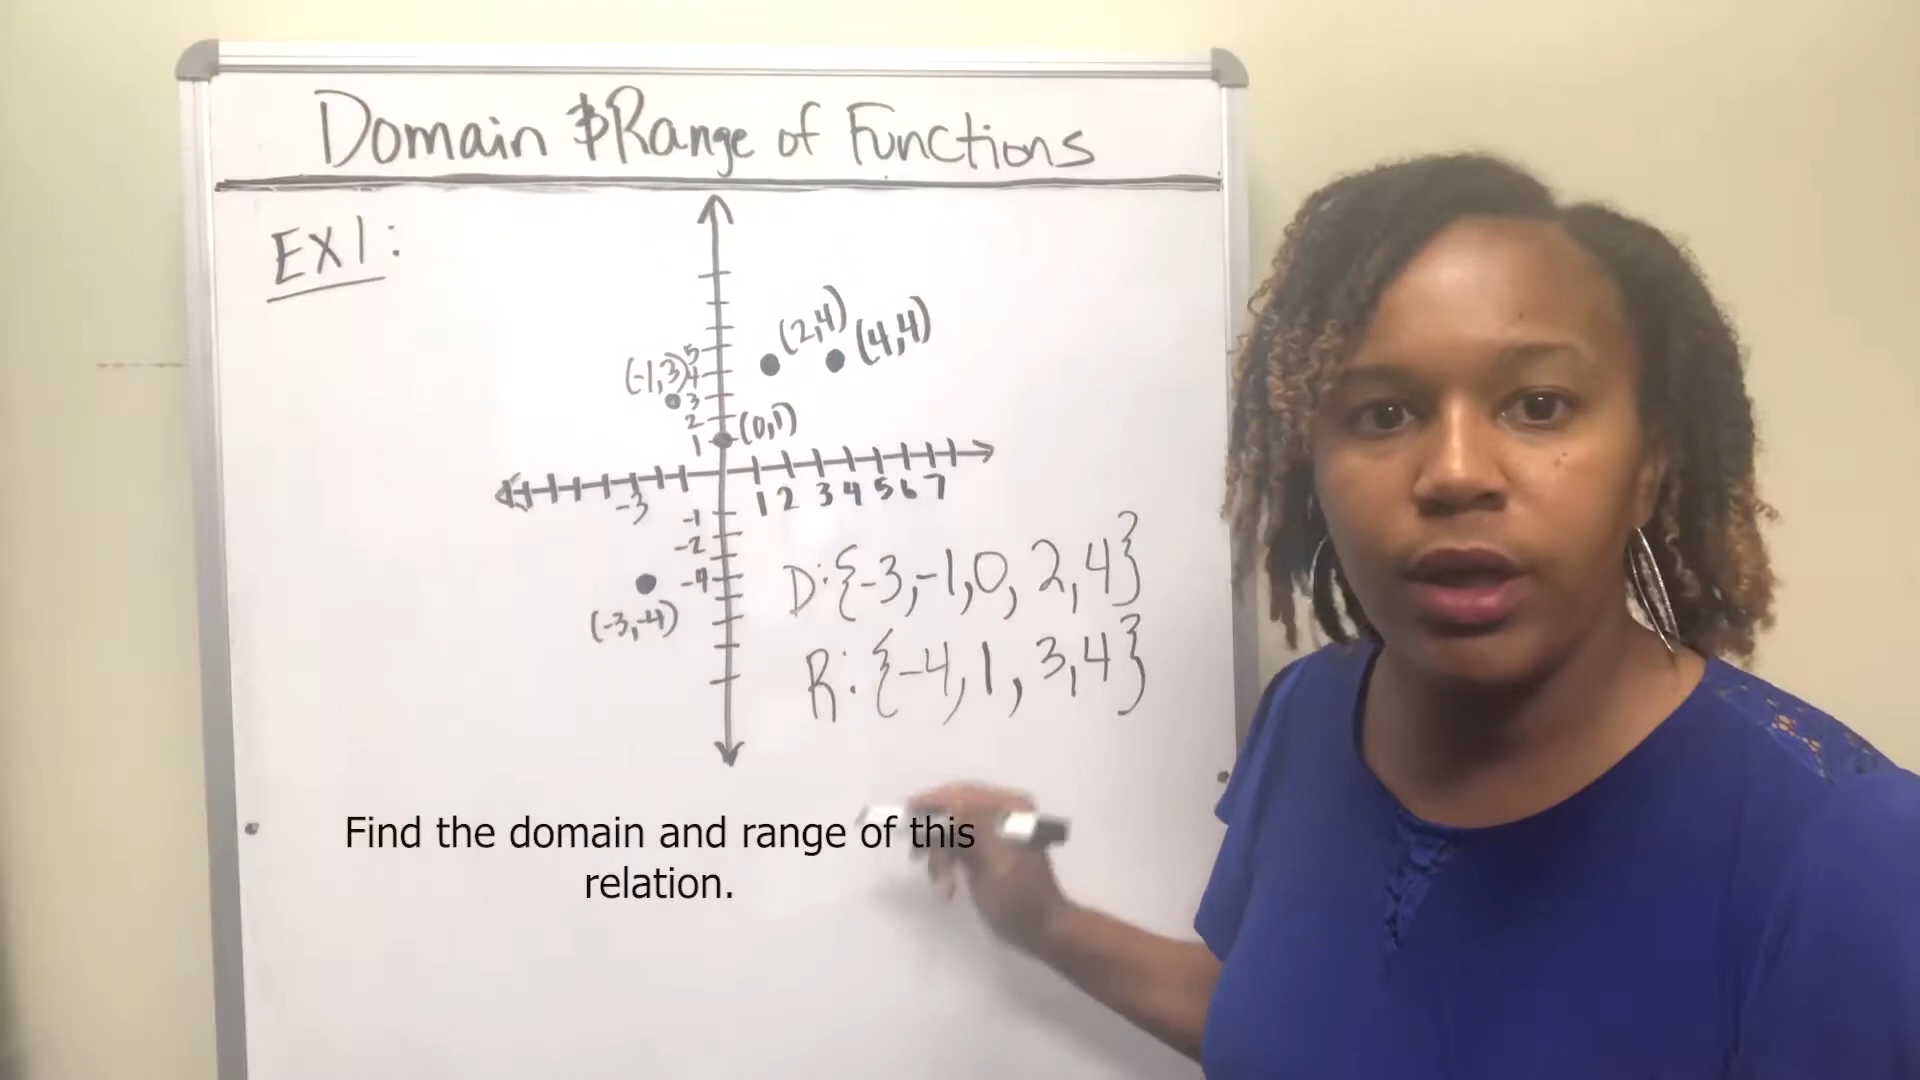 Domain & Range of Functions
EX1:
(2,4) (4,4)
(-1,3)
5
4
3
2
1
(0,1)
-3
1 2 3 4 5 6 7
-1
-2
-4
(-3,-4)
D:{-3,-1,0, 2,4}
R:{-4,1, 3,4}
Find the domain and range of this
relation.